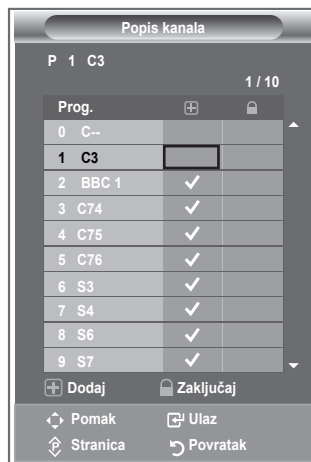 Popis kanala
P 1 C3
1 / 10
Prog.
0 C--
1 C3
2 BBC 1
3 C74
4 C75
5 C76
6 S3
7 S4
8 S6
9 S7
Dodaj Zaključaj
Pomak Ulaz
Stranica Povratak